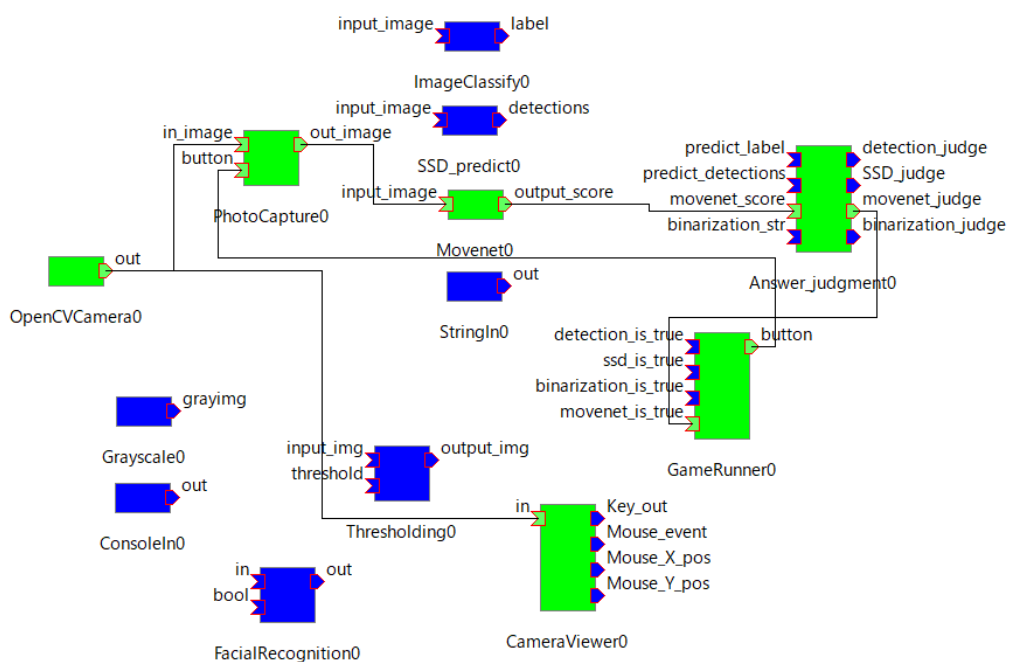 input_image
label
ImageClassify0
input_image
detections
SSD_predict0
in_image
button
out_image
PhotoCapture0
input_image
output_score
Movenet0
predict_label
predict_detections
movenet_score
binarization_str
detection_judge
SSD_judge
movenet_judge
binarization_judge
Answer_judgment0
out
OpenCVCamera0
out
StringIn0
detection_is_true
ssd_is_true
binarization_is_true
movenet_is_true
button
GameRunner0
grayimg
Grayscale0
out
ConsoleIn0
input_img
threshold
output_img
Thresholding0
in
Key_out
Mouse_event
Mouse_X_pos
Mouse_Y_pos
CameraViewer0
in
bool
out
FacialRecognition0